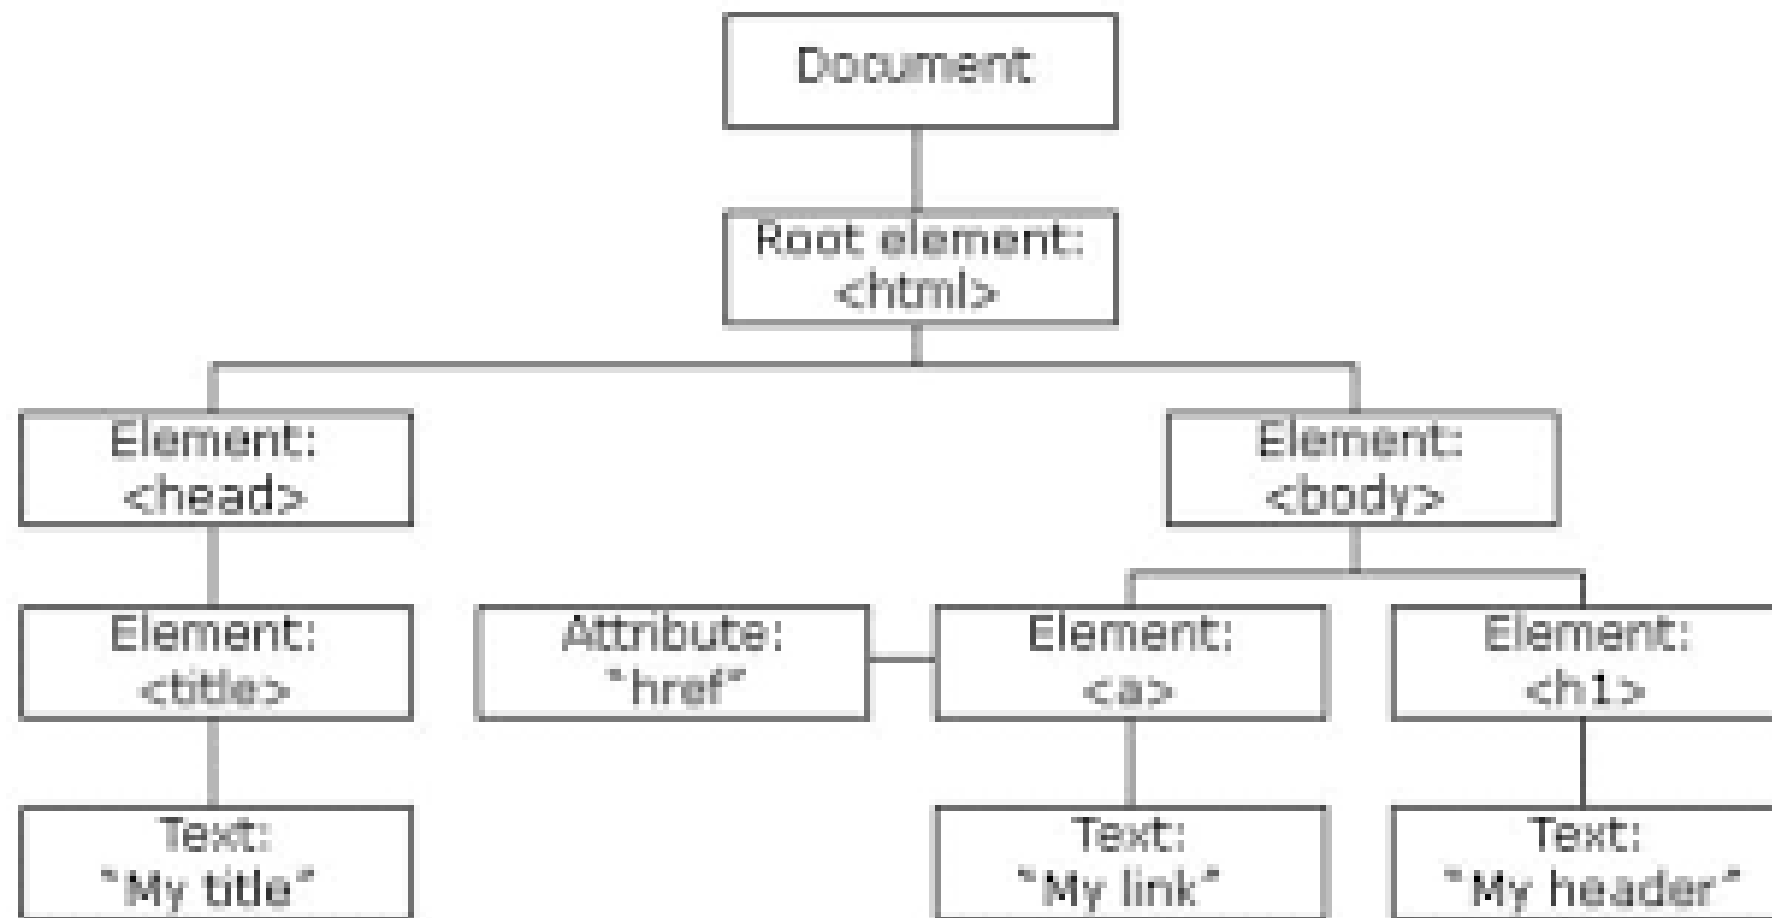 Document
Root element:
<html>
Element:
<head>
Element:
<body>
Element:
<title>
Attribute:
"href"
Element:
<a>
Element:
<h1>
Text:
"My title"
Text:
"My link"
Text:
"My header"